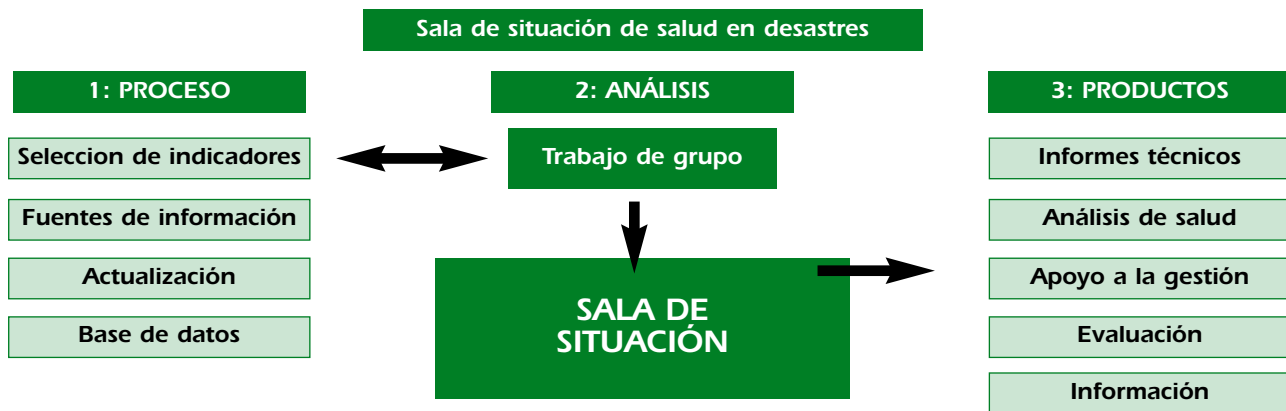 Sala de situación de salud en desastres
1: PROCESO
Seleccion de indicadores
Fuentes de información
Actualización
Base de datos
2: ANÁLISIS
Trabajo de grupo
SALA DE
SITUACIÓN
3: PRODUCTOS
Informes técnicos
Análisis de salud
Apoyo a la gestión
Evaluación
Información